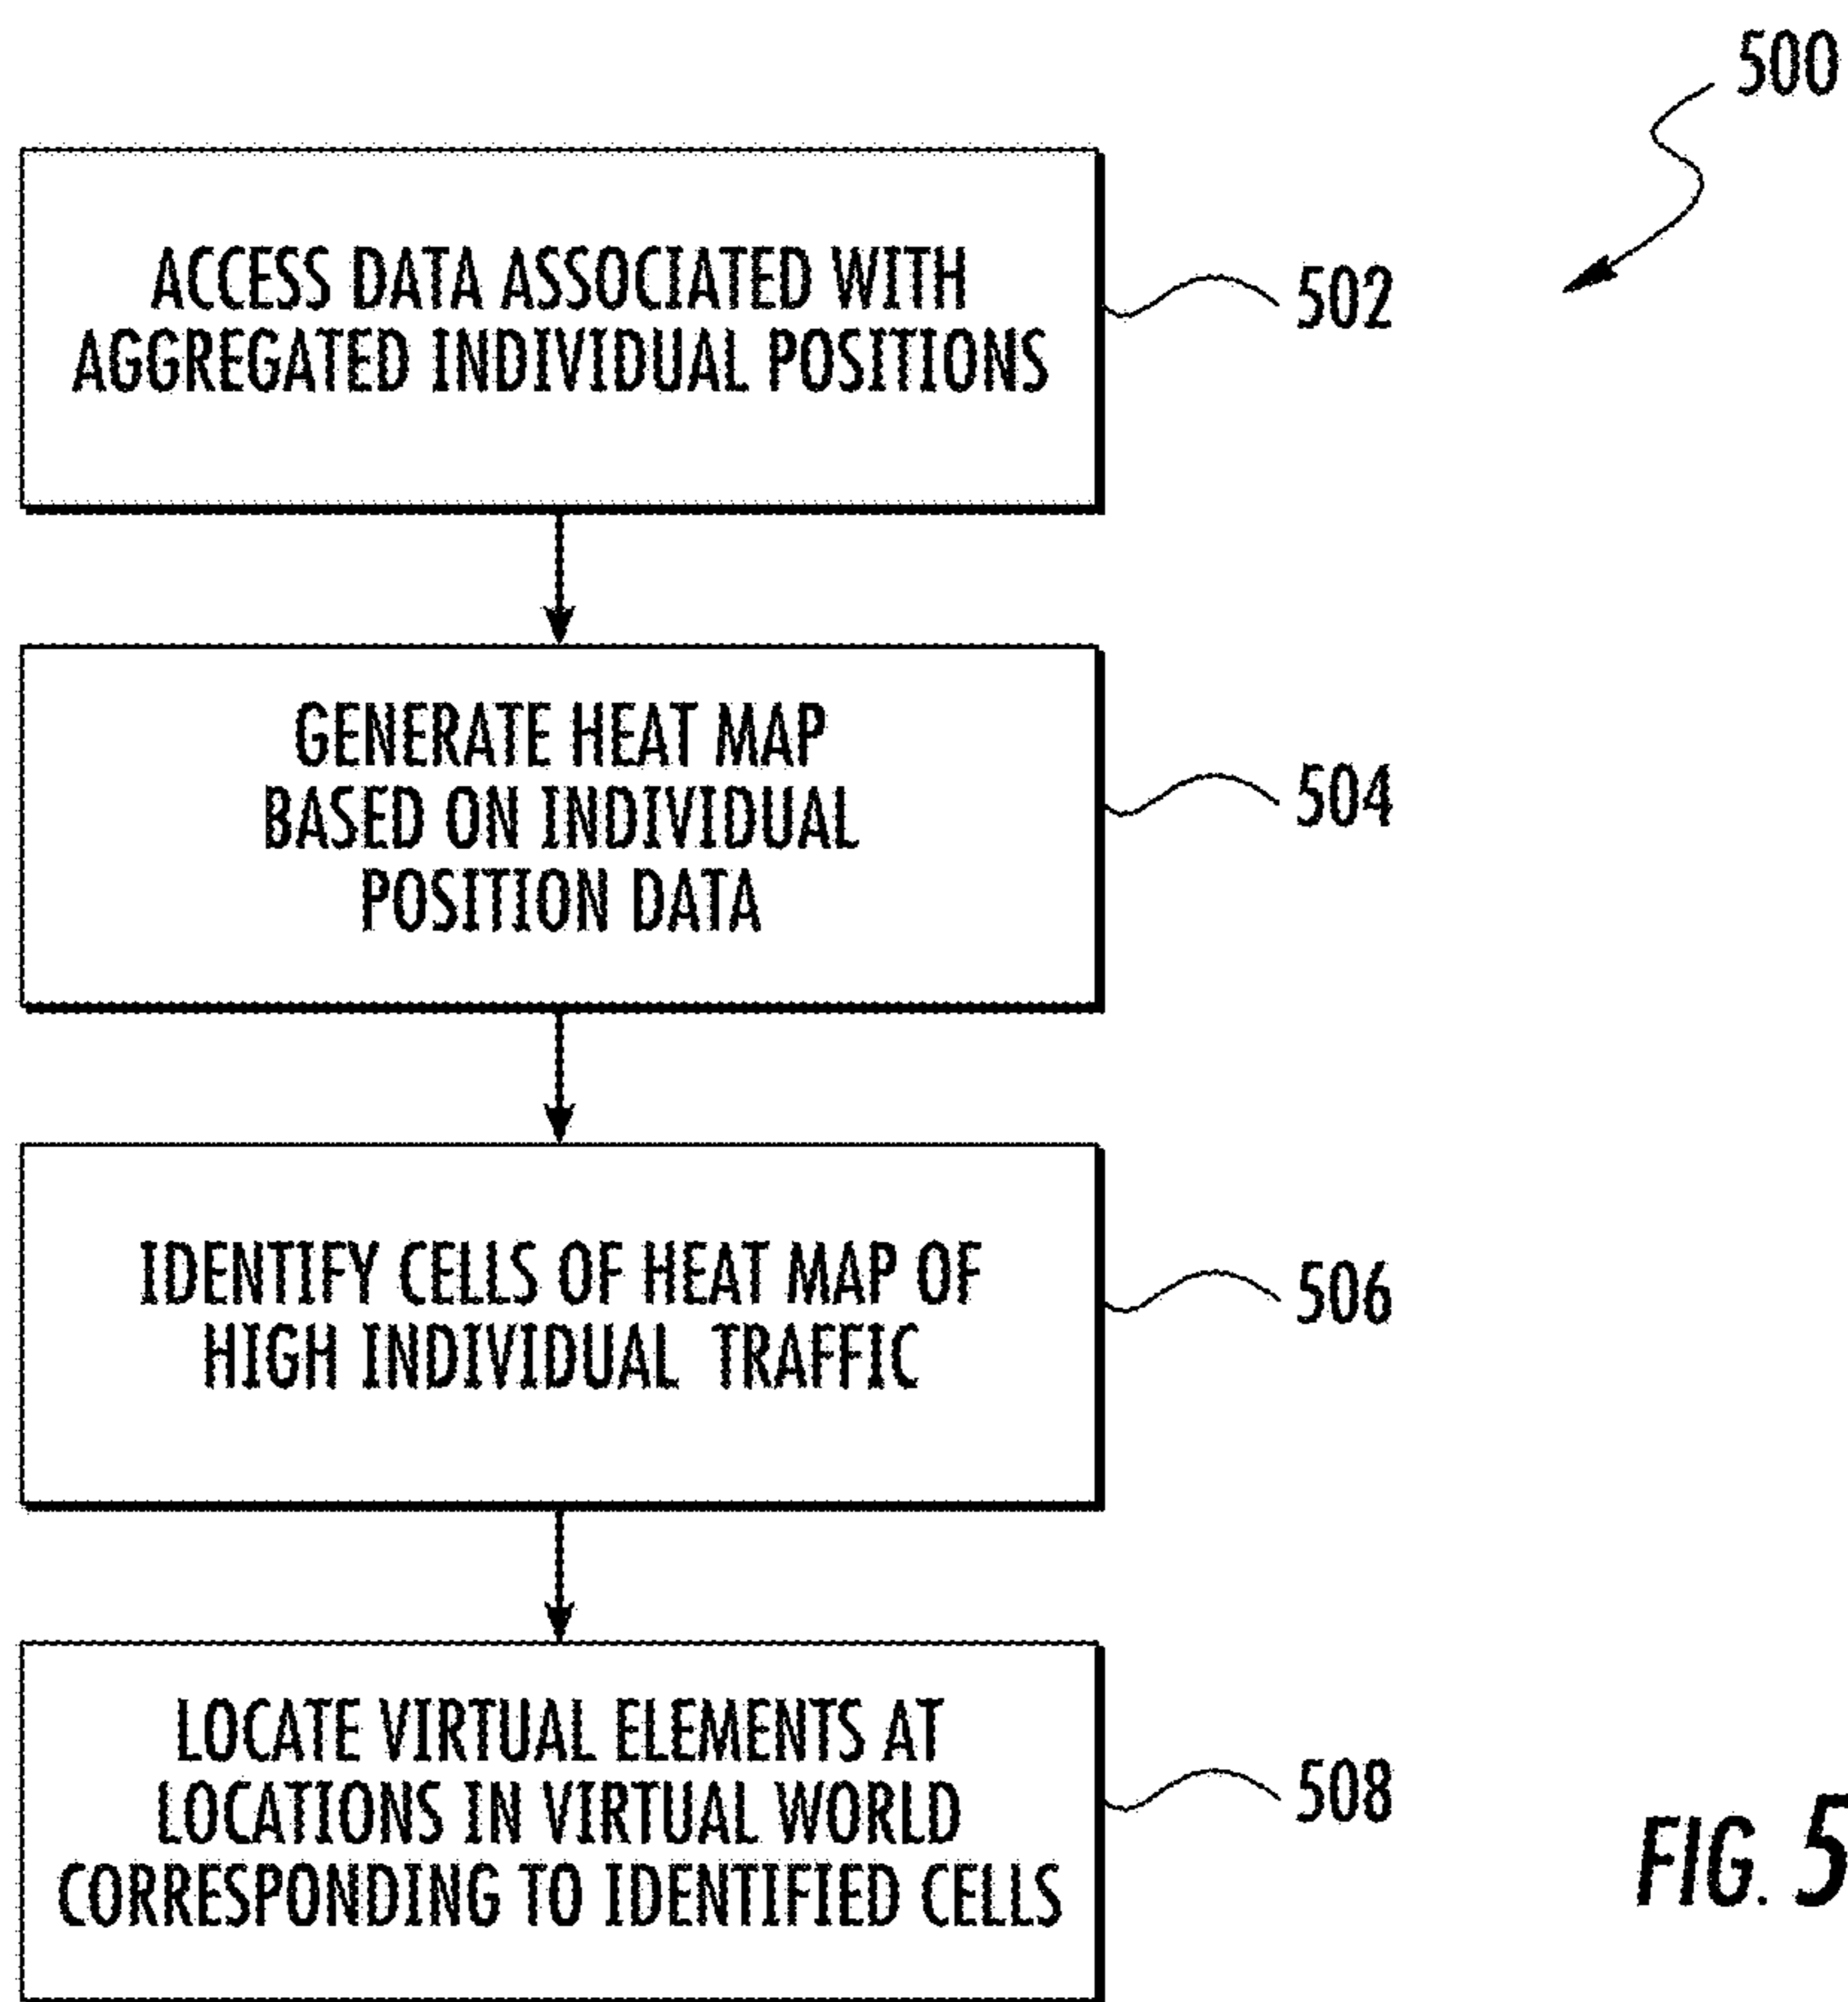 500
ACCESS DATA ASSOCIATED WITH
AGGREGATED INDIVIDUAL POSITIONS
502
GENERATE HEAT MAP
BASED ON INDIVIDUAL
POSITION DATA
504
IDENTIFY CELLS OF HEAT MAP OF
HIGH INDIVIDUAL TRAFFIC
506
LOCATE VIRTUAL ELEMENTS AT
LOCATIONS IN VIRTUAL WORLD
CORRESPONDING TO IDENTIFIED CELLS
508
FIG. 5